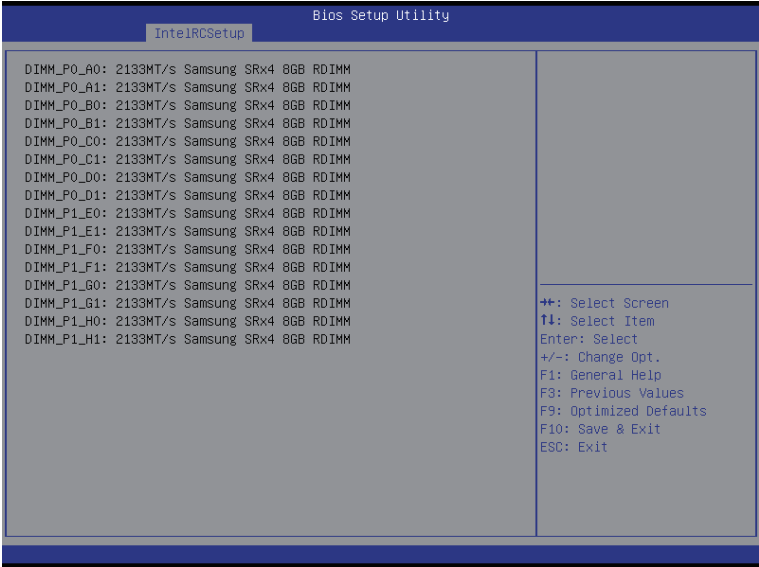 Bios Setup Utility
IntelRCSetup
DIMM_P0_A0: 2133MT/s Samsung SRx4 8GB RDIMM
DIMM_P0_A1: 2133MT/s Samsung SRx4 8GB RDIMM
DIMM_P0_B0: 2133MT/s Samsung SRx4 8GB RDIMM
DIMM_P0_B1: 2133MT/s Samsung SRx4 8GB RDIMM
DIMM_P0_C0: 2133MT/s Samsung SRx4 8GB RDIMM
DIMM_P0_C1: 2133MT/s Samsung SRx4 8GB RDIMM
DIMM_P0_D0: 2133MT/s Samsung SRx4 8GB RDIMM
DIMM_P0_D1: 2133MT/s Samsung SRx4 8GB RDIMM
DIMM_P1_E0: 2133MT/s Samsung SRx4 8GB RDIMM
DIMM_P1_E1: 2133MT/s Samsung SRx4 8GB RDIMM
DIMM_P1_F0: 2133MT/s Samsung SRx4 8GB RDIMM
DIMM_P1_F1: 2133MT/s Samsung SRx4 8GB RDIMM
DIMM_P1_G0: 2133MT/s Samsung SRx4 8GB RDIMM
DIMM_P1_G1: 2133MT/s Samsung SRx4 8GB RDIMM
DIMM_P1_H0: 2133MT/s Samsung SRx4 8GB RDIMM
DIMM_P1_H1: 2133MT/s Samsung SRx4 8GB RDIMM
→←: Select Screen
↑↓: Select Item
Enter: Select
+/-: Change Opt.
F1: General Help
F3: Previous Values
F9: Optimized Defaults
F10: Save & Exit
ESC: Exit